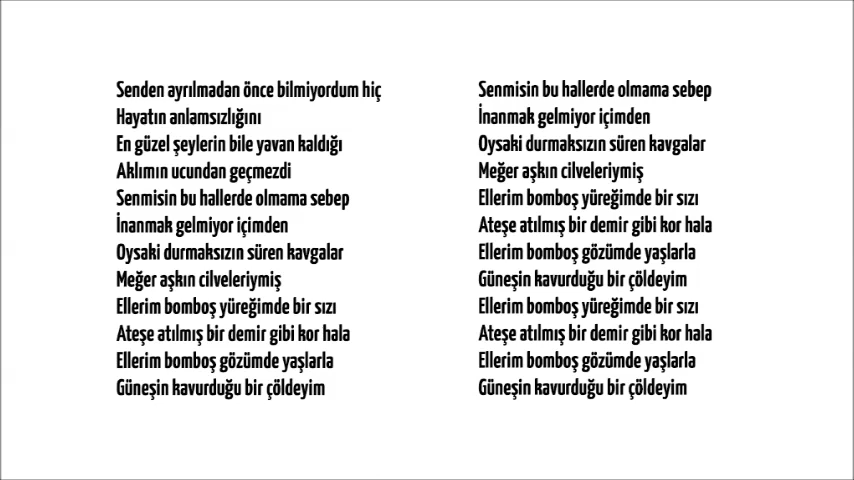 Senden ayrılmadan önce bilmiyordum hiç
Hayatın anlamsızlığını
En güzel şeylerin bile yavan kaldığı
Aklımın ucundan geçmezdi
Senmisin bu hallerde olmama sebep
İnanmak gelmiyor içimden
Oysaki durmaksızın süren kavgalar
Meğer aşkın cilveleriymiş
Ellerim bomboş yüreğimde bir sızı
Ateşe atılmış bir demir gibi kor hala
Ellerim bomboş gözümde yaşlarla
Güneşin kavurduğu bir çöldeyim
Senmisin bu hallerde olmama sebep
İnanmak gelmiyor içimden
Oysaki durmaksızın süren kavgalar
Meğer aşkın cilveleriymiş
Ellerim bomboş yüreğimde bir sızı
Ateşe atılmış bir demir gibi kor hala
Ellerim bomboş gözümde yaşlarla
Güneşin kavurduğu bir çöldeyim
Ellerim bomboş yüreğimde bir sızı
Ateşe atılmış bir demir gibi kor hala
Ellerim bomboş gözümde yaşlarla
Güneşin kavurduğu bir çöldeyim